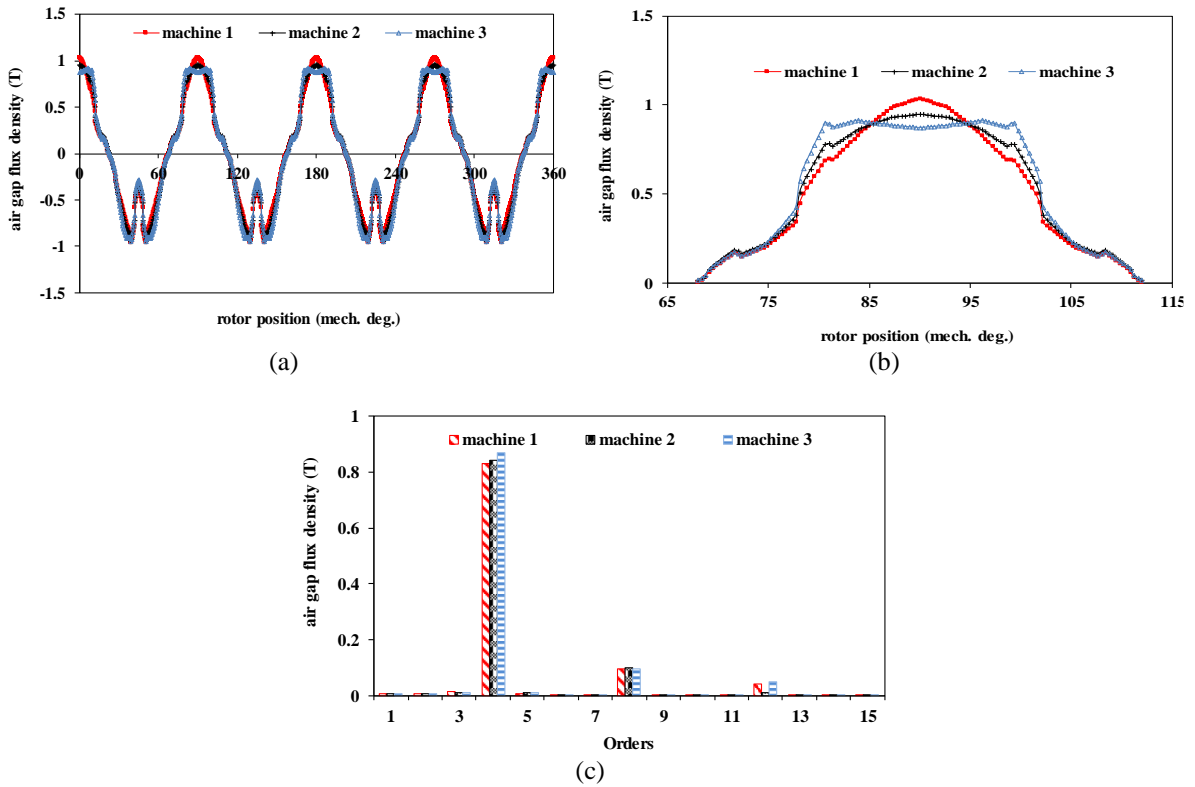 1.5
machine 1 machine 2 machine 3
1
0.5
0
0 60 120 180 240 300 360
-0.5
-1
-1.5
air gap flux density (T)
rotor position (mech. deg.)
(a)
1.5
machine 1 machine 2 machine 3
1
0.5
0
65 75 85 95 105 115
air gap flux density (T)
rotor position (mech. deg.)
(b)
1
machine 1 machine 2 machine 3
0.8
0.6
0.4
0.2
0
1 3 5 7 9 11 13 15
air gap flux density (T)
Orders
(c)